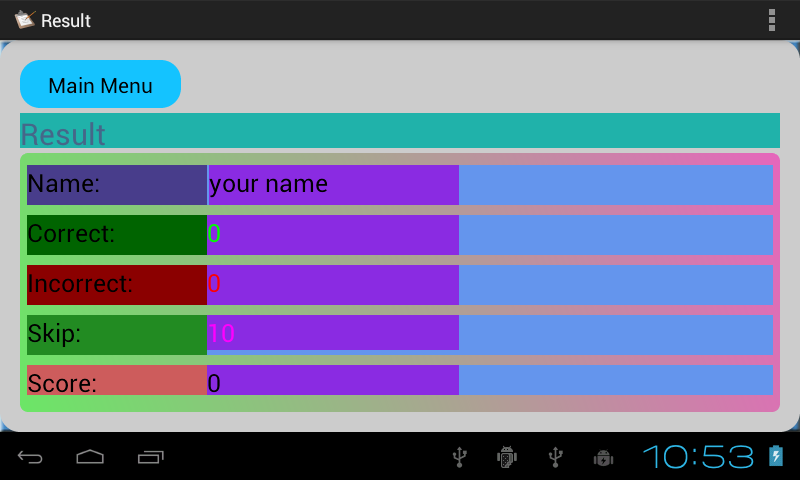 Result
Main Menu
Result
Name: your name
Correct: 0
Incorrect: 0
Skip: 10
Score: 0
10:53